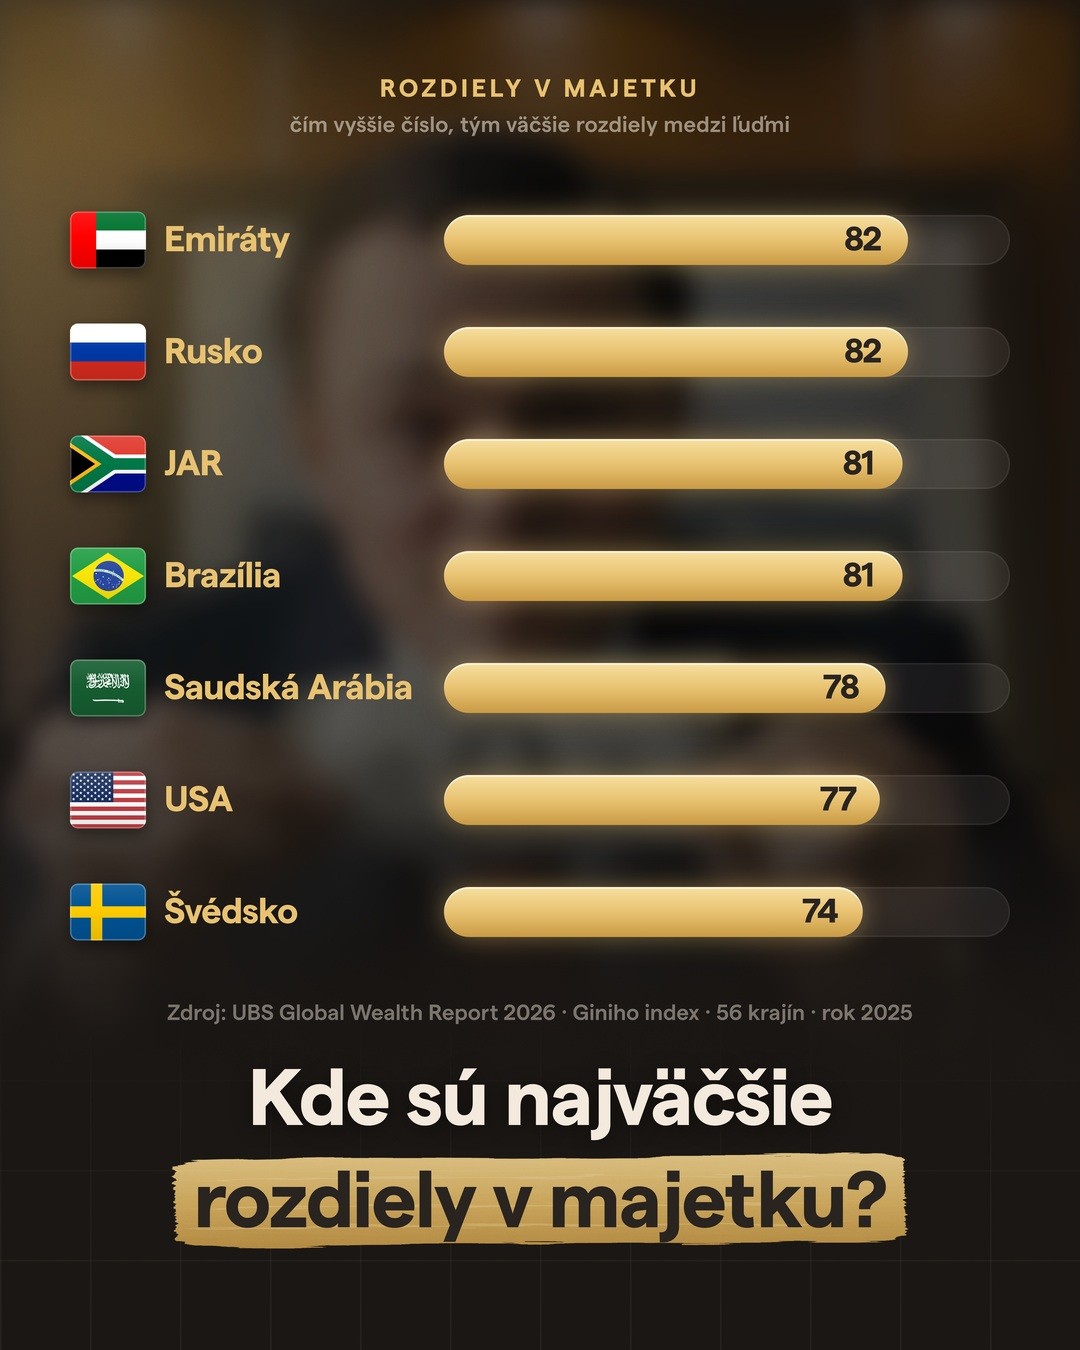 ROZDIELY V MAJETKU
čím vyššie číslo, tým väčšie rozdiely medzi ľuďmi
Emiráty 82
Rusko 82
JAR 81
Brazília 81
Saudská Arábia 78
USA 77
Švédsko 74
Zdroj: UBS Global Wealth Report 2026 · Giniho index · 56 krajín · rok 2025
Kde sú najväčšie
rozdiely v majetku?